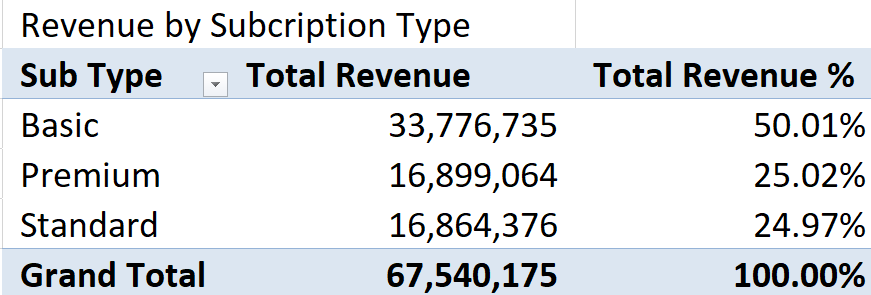 Revenue by Subcription Type
Sub Type Total Revenue Total Revenue %
Basic 33,776,735 50.01%
Premium 16,899,064 25.02%
Standard 16,864,376 24.97%
Grand Total 67,540,175 100.00%